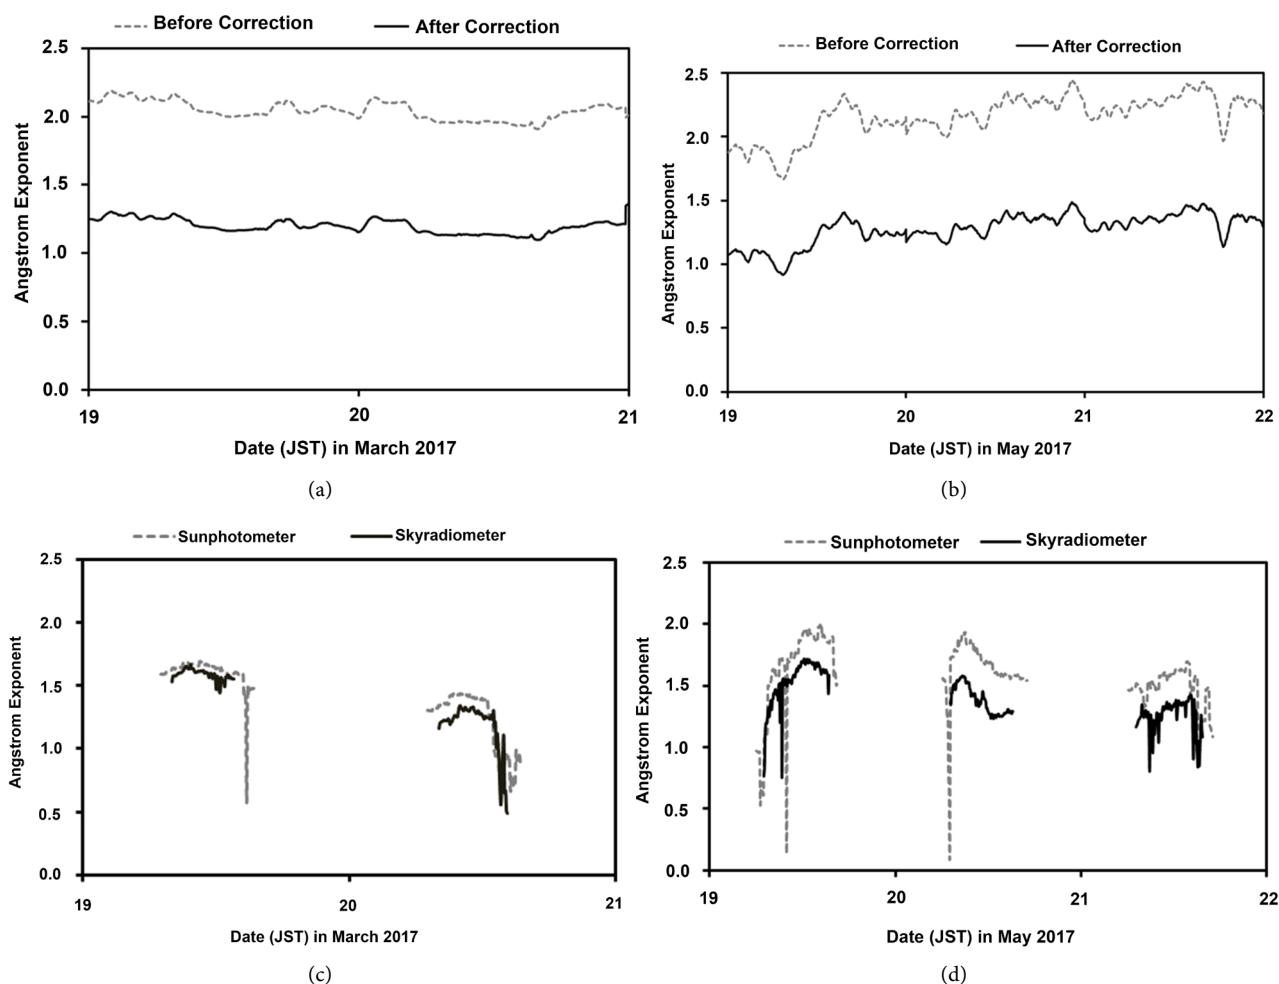 Before Correction After Correction
2.5
2.0
1.5
1.0
0.5
0.0
Angstrom Exponent
19 20 21
Date (JST) in March 2017
(a)
Before Correction After Correction
2.5
2.0
1.5
1.0
0.5
0.0
Angstrom Exponent
19 20 21 22
Date (JST) in May 2017
(b)
Sunphotometer Skyradiometer
2.5
2.0
1.5
1.0
0.5
0.0
Angstrom Exponent
19 20 21
Date (JST) in March 2017
(c)
Sunphotometer Skyradiometer
2.5
2.0
1.5
1.0
0.5
0.0
Angstrom Exponent
19 20 21 22
Date (JST) in May 2017
(d)